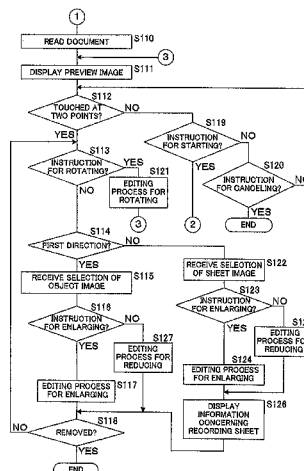 1
READ DOCUMENT S110
3
DISPLAY PREVIEW IMAGE S111
S112
TOUCHED AT
TWO POINTS?
NO
YES
S119
INSTRUCTION
FOR STARTING?
NO
YES
2
S120
INSTRUCTION
FOR CANCELING?
NO
YES
END
S113
INSTRUCTION
FOR ROTATING?
YES
NO
S121
EDITING
PROCESS FOR
ROTATING
3
S114
FIRST DIRECTION?
NO
YES
RECEIVE SELECTION OF
OBJECT IMAGE
S115
S116
INSTRUCTION
FOR ENLARGING?
NO
YES
S127
EDITING
PROCESS FOR
REDUCING
EDITING PROCESS
FOR ENLARGING
S117
S118
REMOVED?
NO
YES
END
RECEIVE SELECTION
OF SHEET IMAGE
S122
S123
INSTRUCTION
FOR ENLARGING?
NO
YES
EDITING
PROCESS FO
REDUCING
S124
EDITING PROCESS
FOR ENLARGING
DISPLAY
INFORMATION
CONCERNING
RECORDING SHEET
S126